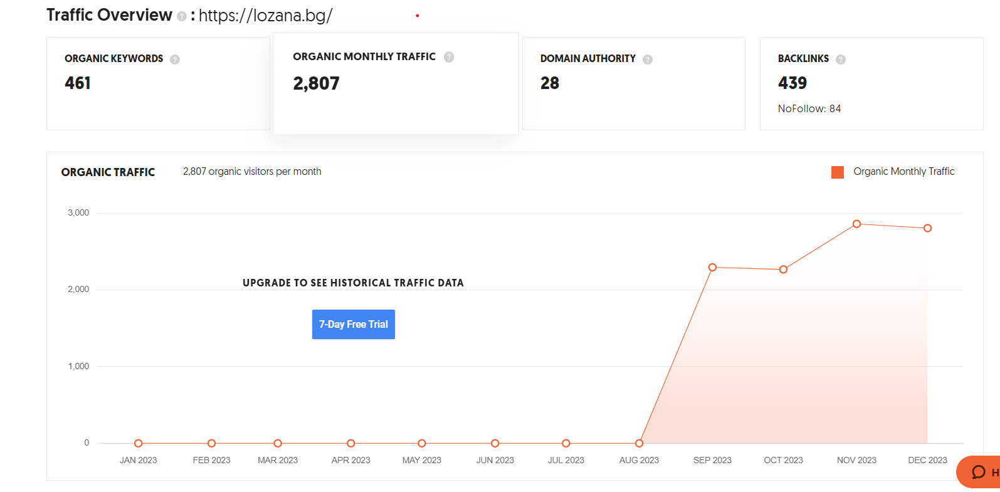 Traffic Overview ? : https://lozana.bg/
ORGANIC KEYWORDS ?
461
ORGANIC MONTHLY TRAFFIC ?
2,807
DOMAIN AUTHORITY ?
28
BACKLINKS ?
439
NoFollow: 84
ORGANIC TRAFFIC 2,807 organic visitors per month
Organic Monthly Traffic
3,000
2,000
1,000
0
UPGRADE TO SEE HISTORICAL TRAFFIC DATA
7-Day Free Trial
JAN 2023 FEB 2023 MAR 2023 APR 2023 MAY 2023 JUN 2023 JUL 2023 AUG 2023 SEP 2023 OCT 2023 NOV 2023 DEC 2023
H